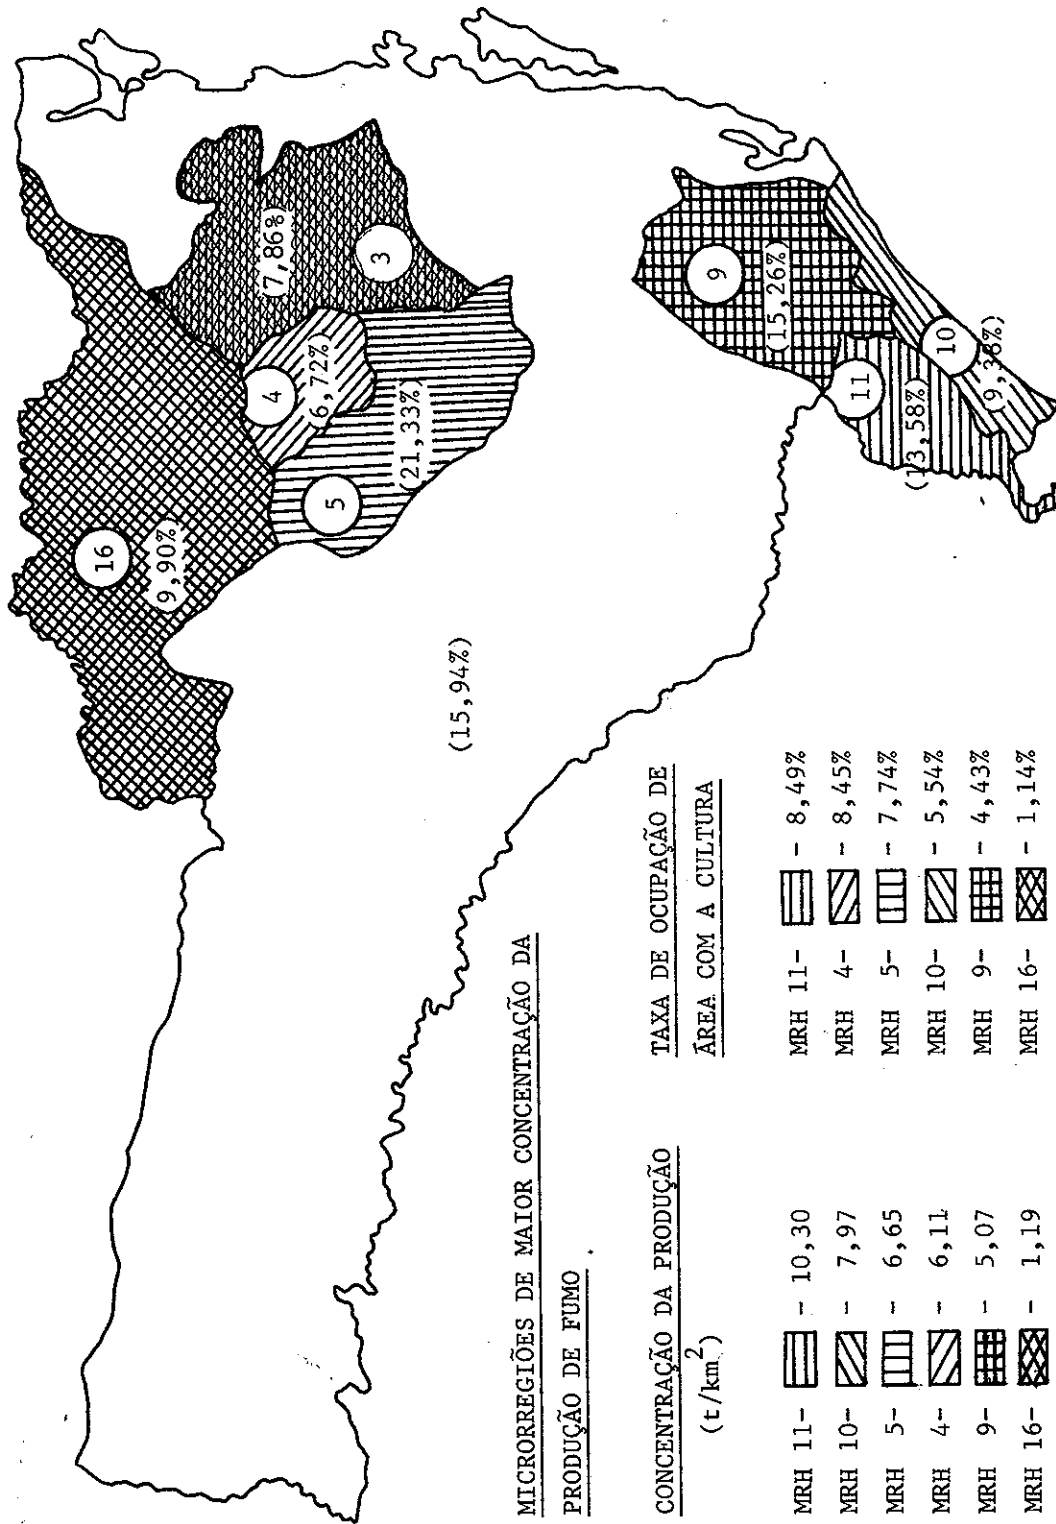 16
(9,90%)
(7,86%)
3
4
(6,72%)
5
(21,33%)
(15,94%)
9
(15,26%)
11
(13,58%)
10
9,38%)
MICRORREGIÕES DE MAIOR CONCENTRAÇÃO DA
PRODUÇÃO DE FUMO
CONCENTRAÇÃO DA PRODUÇÃO
(t/km²)
MRH 11- - 10,30
MRH 10- - 7,97
MRH 5- - 6,65
MRH 4- - 6,11
MRH 9- - 5,07
MRH 16- - 1,19
TAXA DE OCUPAÇÃO DE
ÁREA COM A CULTURA
MRH 11- - 8,49%
MRH 4- - 8,45%
MRH 5- - 7,74%
MRH 10- - 5,54%
MRH 9- - 4,43%
MRH 16- - 1,14%